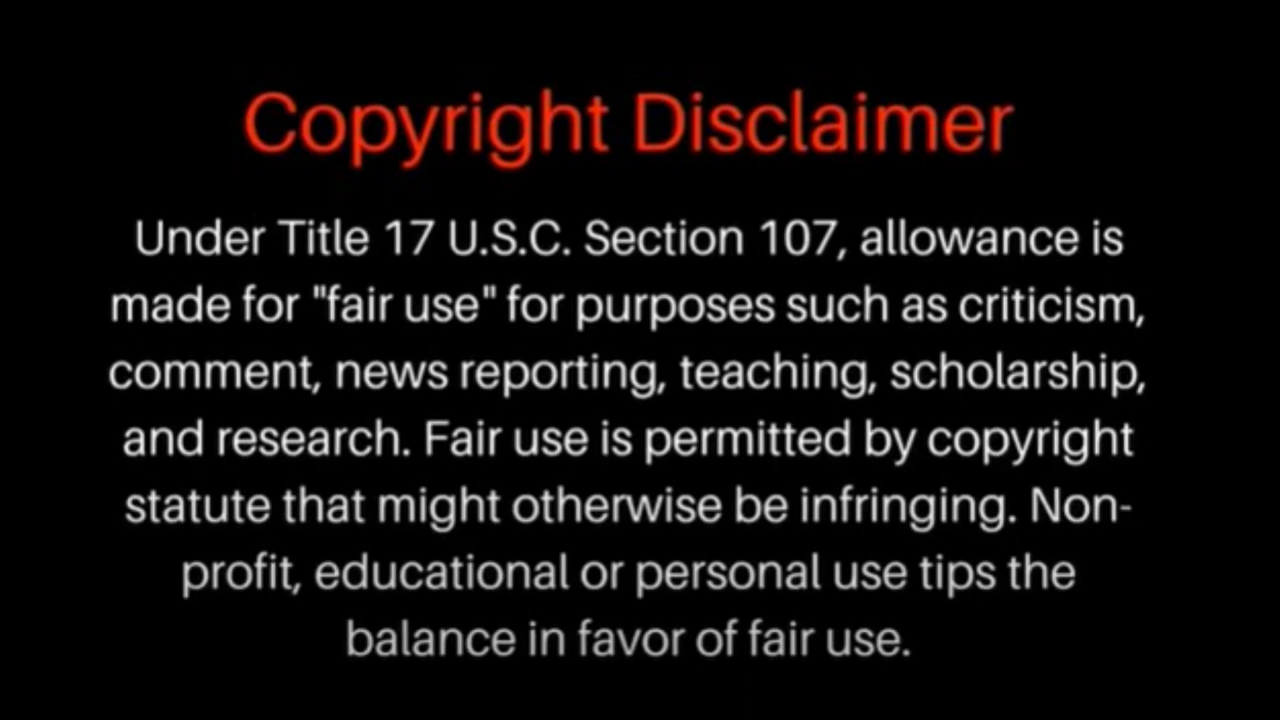 Copyright Disclaimer
Under Title 17 U.S.C. Section 107, allowance is
made for "fair use" for purposes such as criticism,
comment, news reporting, teaching, scholarship,
and research. Fair use is permitted by copyright
statute that might otherwise be infringing. Non-
profit, educational or personal use tips the
balance in favor of fair use.